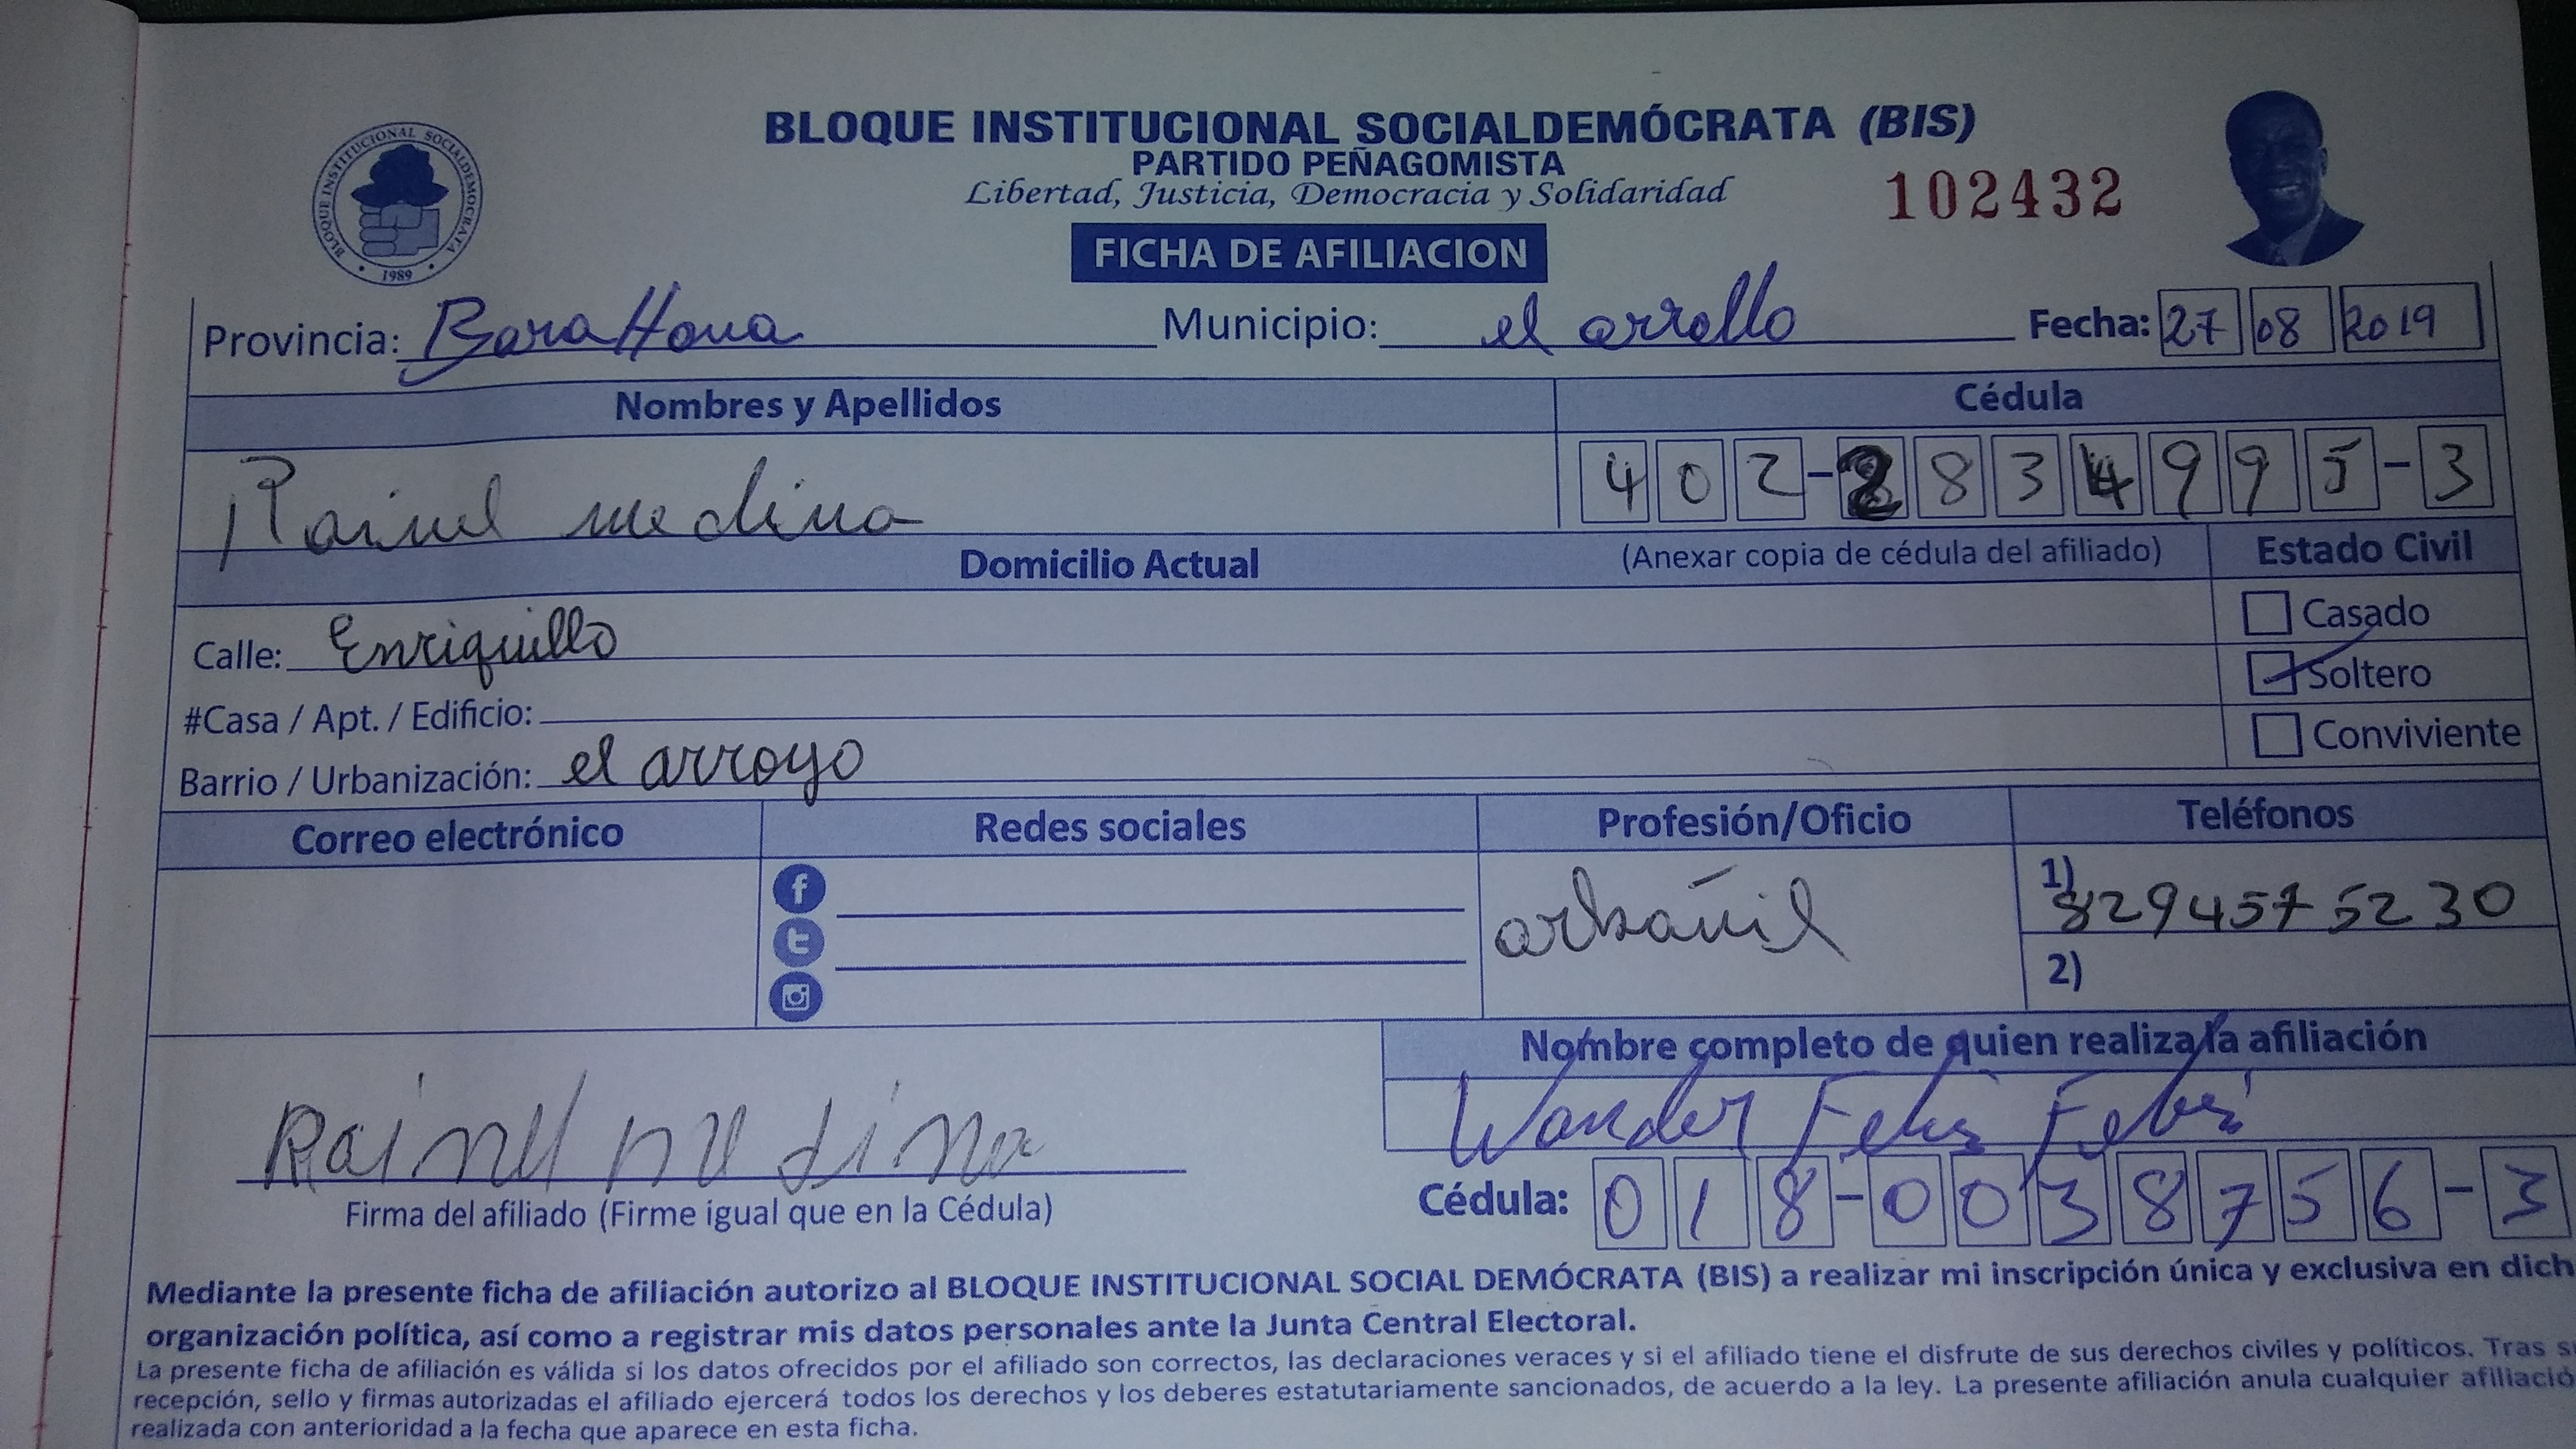 BLOQUE INSTITUCIONAL SOCIALDEMÓCRATA (BIS)
PARTIDO PEÑAGOMISTA
Libertad, Justicia, Democracia y Solidaridad
102432
BLOQUE INSTITUCIONAL SOCIALDEMOCRATA
1989
FICHA DE AFILIACION
Provincia: BaraHona Municipio: el arrollo Fecha: 27 08 2019
Nombres y Apellidos Cédula
Rainel medina 402-2834995-3
Domicilio Actual (Anexar copia de cédula del afiliado) Estado Civil
Casado
Calle: Enriquillo Soltero
#Casa / Apt. / Edificio: Conviviente
Barrio / Urbanización: el arroyo
Correo electrónico Redes sociales Profesión/Oficio Teléfonos
arbañil 1) 8294575230
2)
Nombre completo de quien realiza la afiliación
Rainel medina Wander Feliz
Firma del afiliado (Firme igual que en la Cédula) Cédula: 018-0038756-3
Mediante la presente ficha de afiliación autorizo al BLOQUE INSTITUCIONAL SOCIAL DEMÓCRATA (BIS) a realizar mi inscripción única y exclusiva en dich
organización política, así como a registrar mis datos personales ante la Junta Central Electoral.
La presente ficha de afiliación es válida si los datos ofrecidos por el afiliado son correctos, las declaraciones veraces y si el afiliado tiene el disfrute de sus derechos civiles y políticos. Tras s
recepción, sello y firmas autorizadas el afiliado ejercerá todos los derechos y los deberes estatutariamente sancionados, de acuerdo a la ley. La presente afiliación anula cualquier afiliació
realizada con anterioridad a la fecha que aparece en esta ficha.